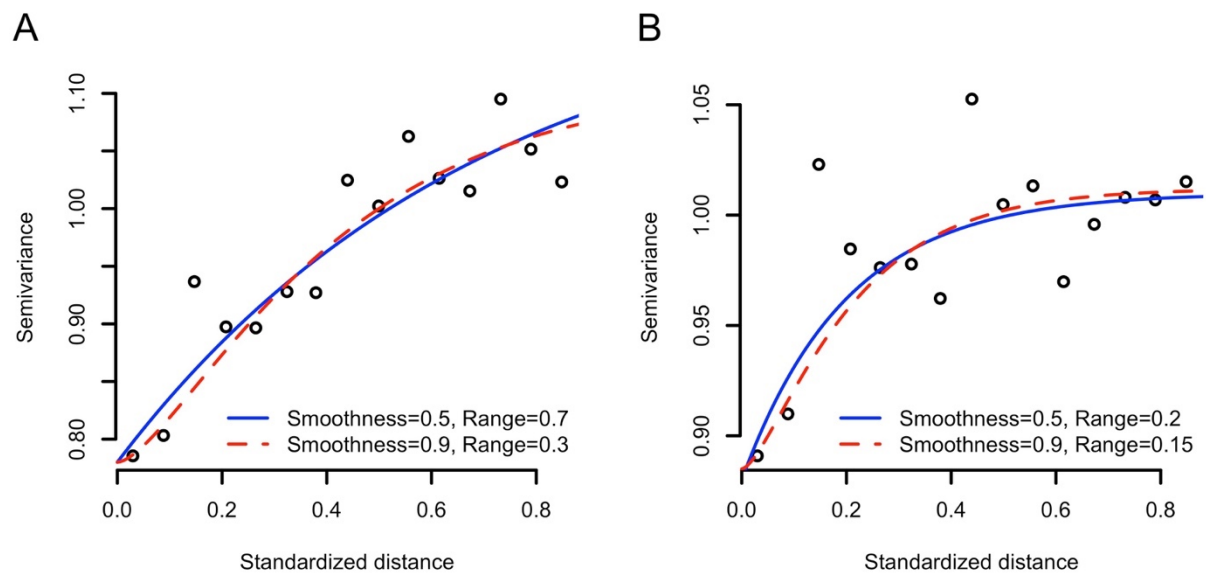 A
Semivariance
1.10
1.00
0.90
0.80
Smoothness=0.5, Range=0.7
Smoothness=0.9, Range=0.3
0.0 0.2 0.4 0.6 0.8
Standardized distance
B
Semivariance
1.05
1.00
0.95
0.90
Smoothness=0.5, Range=0.2
Smoothness=0.9, Range=0.15
0.0 0.2 0.4 0.6 0.8
Standardized distance